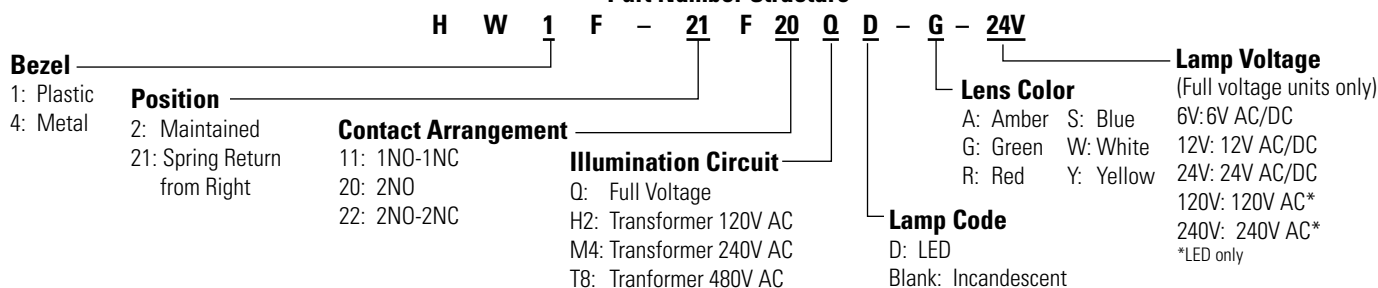 H W 1 F – 21 F 20 Q D – G – 24V
Bezel
1: Plastic
4: Metal
Position
2: Maintained
21: Spring Return
from Right
Contact Arrangement
11: 1NO-1NC
20: 2NO
22: 2NO-2NC
Illumination Circuit
Q: Full Voltage
H2: Transformer 120V AC
M4: Transformer 240V AC
T8: Tranformer 480V AC
Lamp Code
D: LED
Blank: Incandescent
Lens Color
A: Amber S: Blue
G: Green W: White
R: Red Y: Yellow
Lamp Voltage
(Full voltage units only)
6V: 6V AC/DC
12V: 12V AC/DC
24V: 24V AC/DC
120V: 120V AC*
240V: 240V AC*
*LED only